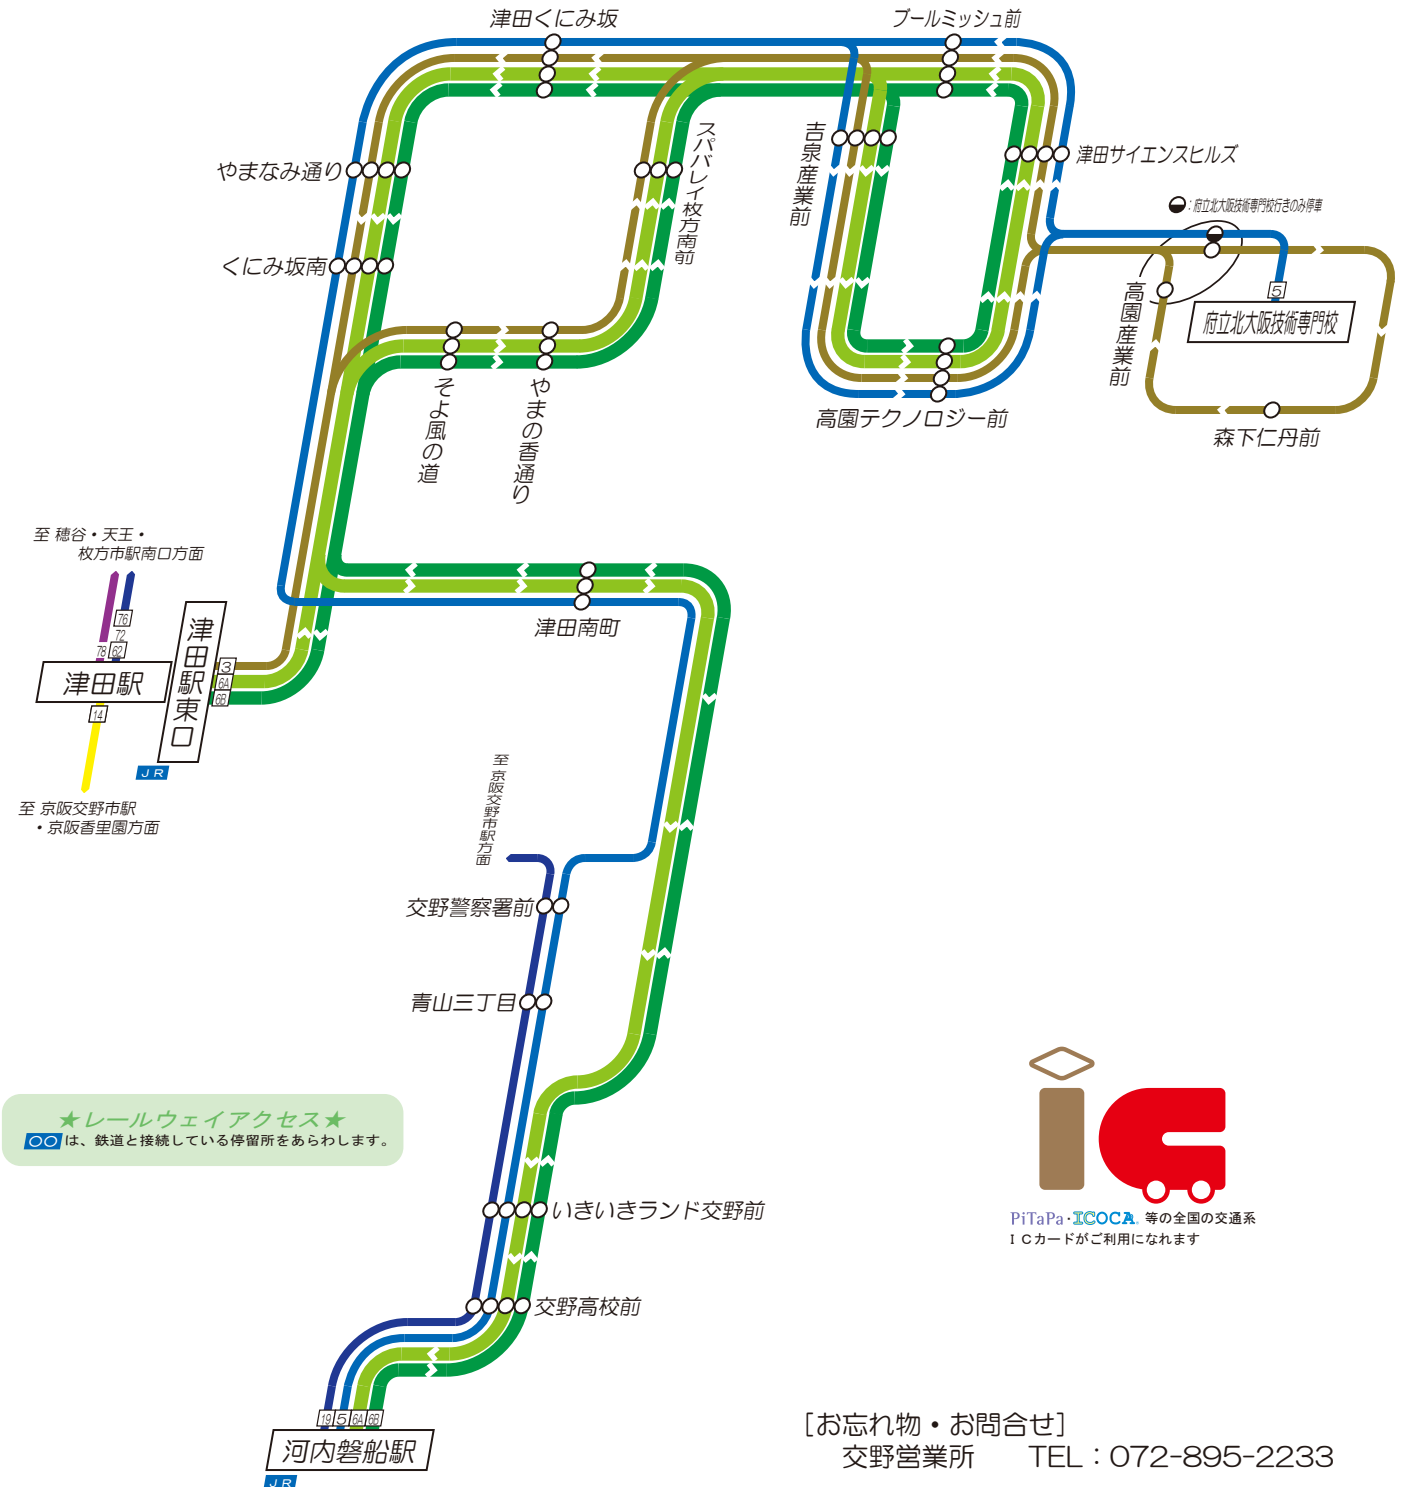 津田くにみ坂
ブールミッシュ前
やまなみ通り
スパバレイ枚方南前
吉泉産業前
津田サイエンスヒルズ
：府立北大阪技術専門校行きのみ停車
くにみ坂南
高園産業前
5
府立北大阪技術専門校
そよ風の道
やまの香通り
高園テクノロジー前
森下仁丹前
至 穂谷・天王・
枚方市駅南口方面
76
72
78 62
津田駅
津田駅東口
3
6A
6B
14
JR
津田南町
至 京阪交野市駅
・京阪香里園方面
至 京阪交野市駅方面
交野警察署前
青山三丁目
★レールウェイアクセス★
○○は、鉄道と接続している停留所をあらわします。
いきいきランド交野前
交野高校前
19 5 6A 6B
河内磐船駅
JR
iC
PiTaPa・ICOCA 等の全国の交通系
ＩＣカードがご利用になれます
［お忘れ物・お問合せ］
交野営業所 TEL：072-895-2233